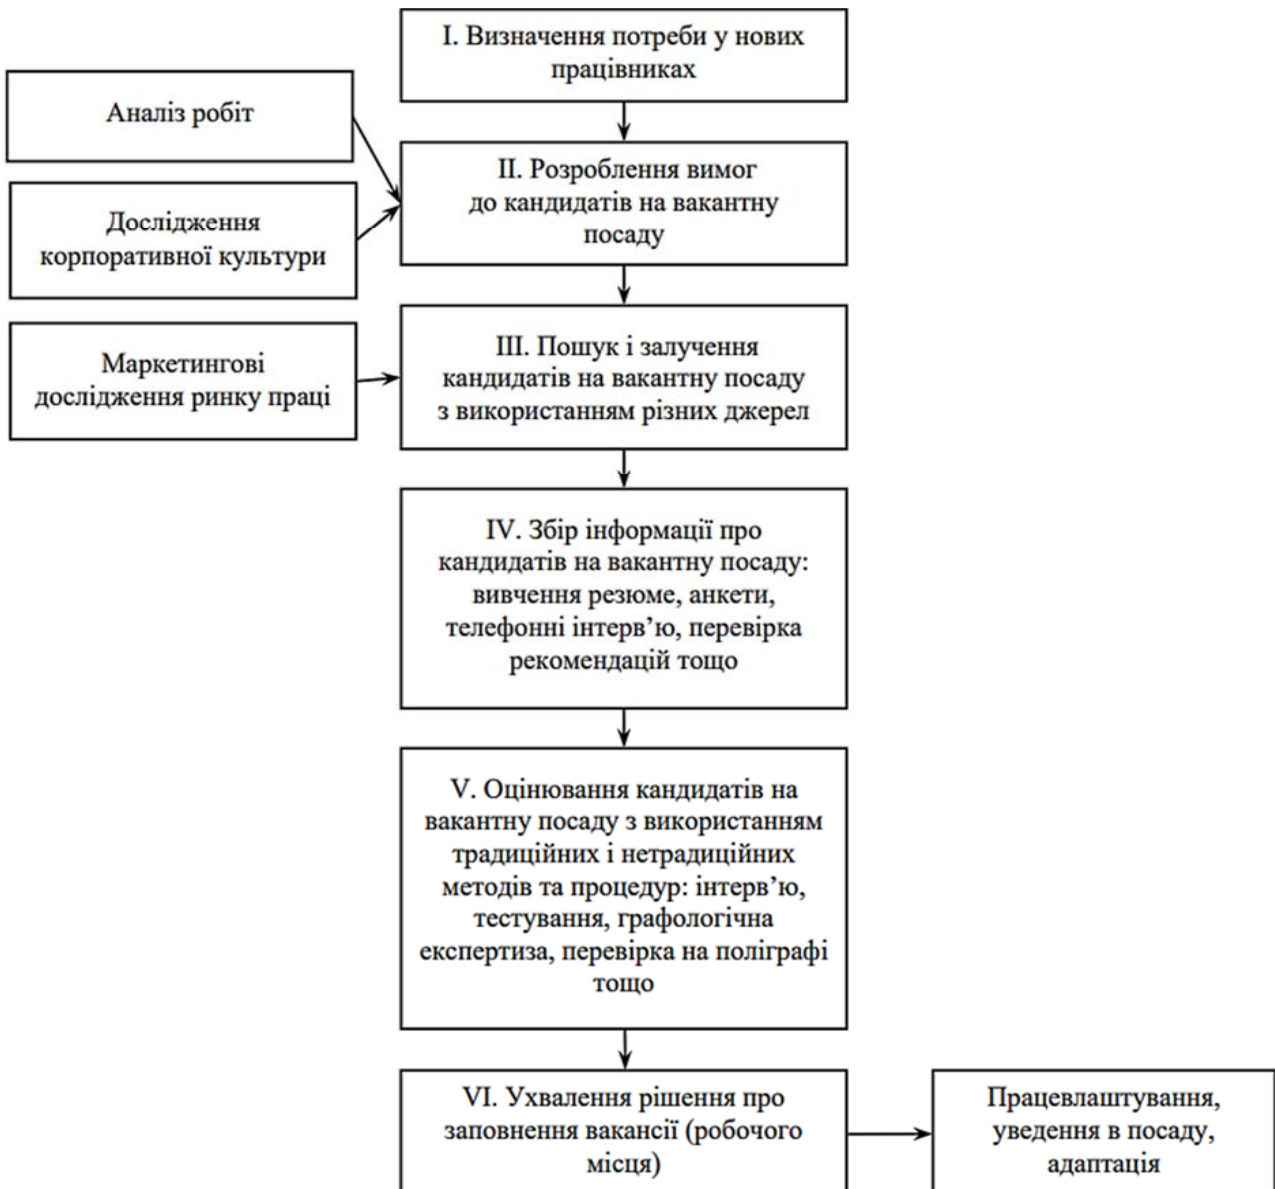 I. Визначення потреби у нових
працівниках
Аналіз робіт
II. Розроблення вимог
до кандидатів на вакантну
посаду
Дослідження
корпоративної культури
III. Пошук і залучення
кандидатів на вакантну посаду
з використанням різних джерел
Маркетингові
дослідження ринку праці
IV. Збір інформації про
кандидатів на вакантну посаду:
вивчення резюме, анкети,
телефонні інтерв’ю, перевірка
рекомендацій тощо
V. Оцінювання кандидатів на
вакантну посаду з використанням
традиційних і нетрадиційних
методів та процедур: інтерв’ю,
тестування, графологічна
експертиза, перевірка на поліграфі
тощо
VI. Ухвалення рішення про
заповнення вакансії (робочого
місця)
Працевлаштування,
уведення в посаду,
адаптація